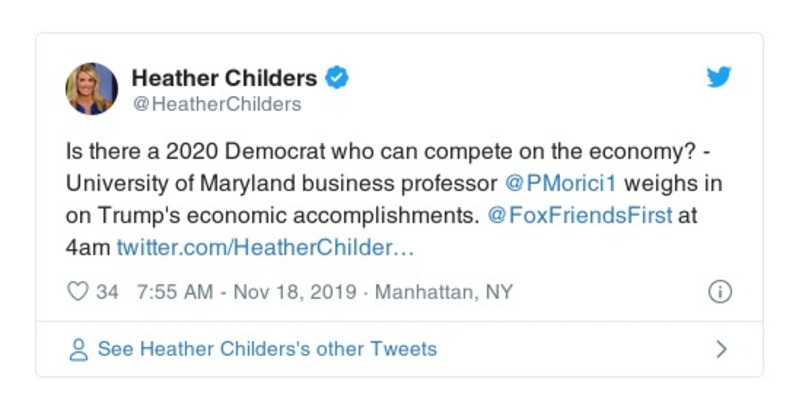 Heather Childers
@HeatherChilders
Is there a 2020 Democrat who can compete on the economy? -
University of Maryland business professor @PMorici1 weighs in
on Trump's economic accomplishments. @FoxFriendsFirst at
4am twitter.com/HeatherChilder…
34 7:55 AM - Nov 18, 2019 · Manhattan, NY
See Heather Childers's other Tweets